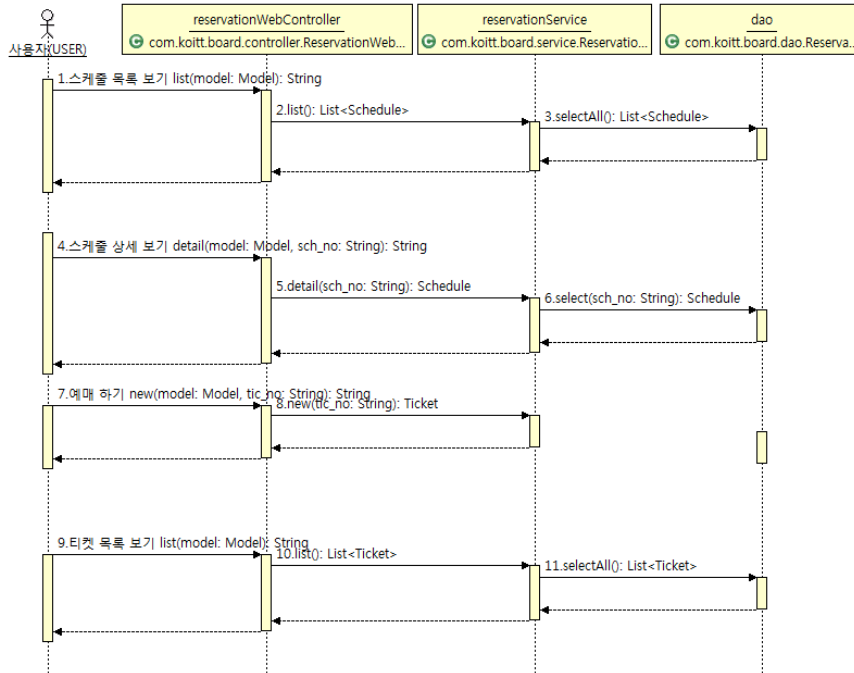 reservationWebController
reservationService
dao
사용자(USER)
com.koitt.board.controller.ReservationWeb...
com.koitt.board.service.Reservatio...
com.koitt.board.dao.Reserva...
1.스케줄 목록 보기 list(model: Model): String
2.list(): List<Schedule>
3.selectAll(): List<Schedule>
4.스케줄 상세 보기 detail(model: Model, sch_no: String): String
5.detail(sch_no: String): Schedule
6.select(sch_no: String): Schedule
7.예매 하기 new(model: Model, tic_no: String): String
8.new(tic_no: String): Ticket
9.티켓 목록 보기 list(model: Model): String
10.list(): List<Ticket>
11.selectAll(): List<Ticket>